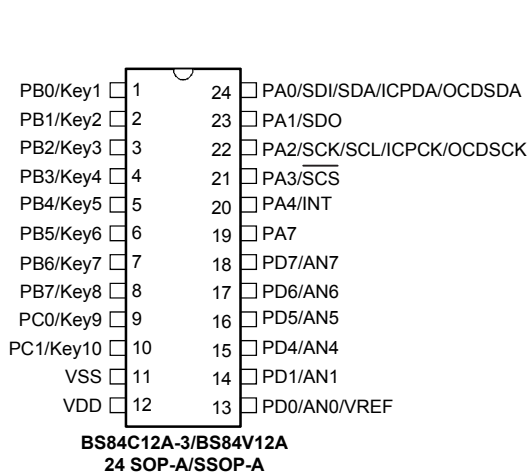 PB0/Key1 1 24 PA0/SDI/SDA/ICPDA/OCDSDA
PB1/Key2 2 23 PA1/SDO
PB2/Key3 3 22 PA2/SCK/SCL/ICPCK/OCDSCK
PB3/Key4 4 21 PA3/SCS
PB4/Key5 5 20 PA4/INT
PB5/Key6 6 19 PA7
PB6/Key7 7 18 PD7/AN7
PB7/Key8 8 17 PD6/AN6
PC0/Key9 9 16 PD5/AN5
PC1/Key10 10 15 PD4/AN4
VSS 11 14 PD1/AN1
VDD 12 13 PD0/AN0/VREF
BS84C12A-3/BS84V12A
24 SOP-A/SSOP-A